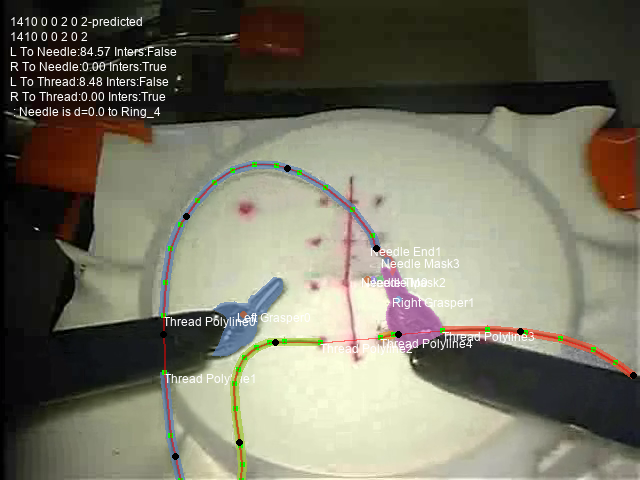 1410 0 0 2 0 2-predicted
1410 0 0 2 0 2
L To Needle:84.57 Inters:False
R To Needle:0.00 Inters:True
L To Thread:8.48 Inters:False
R To Thread:0.00 Inters:True
: Needle is d=0.0 to Ring_4
Needle End1
Needle Mask3
Mask2
Right Grasper1
Left Grasper
Thread Polyline0
Thread Polyline3
Thread Polyline4
Thread Polyline2
Thread Polyline1